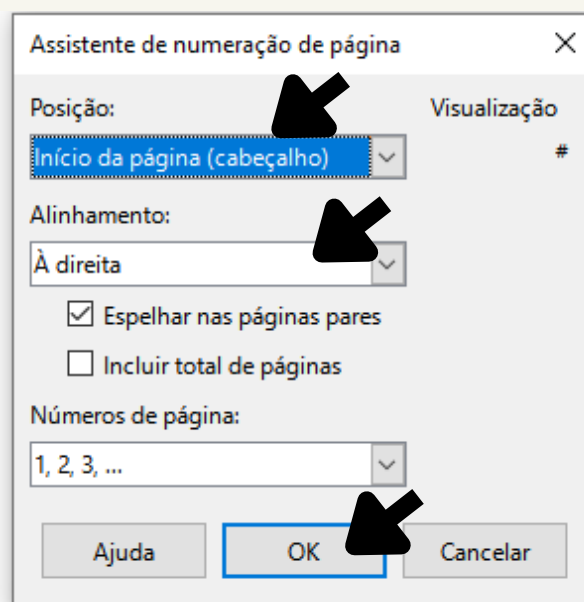 Assistente de numeração de página
Posição:
Visualização
Início da página (cabeçalho)
#
Alinhamento:
À direita
Espelhar nas páginas pares
Incluir total de páginas
Números de página:
1, 2, 3, ...
Ajuda
OK
Cancelar